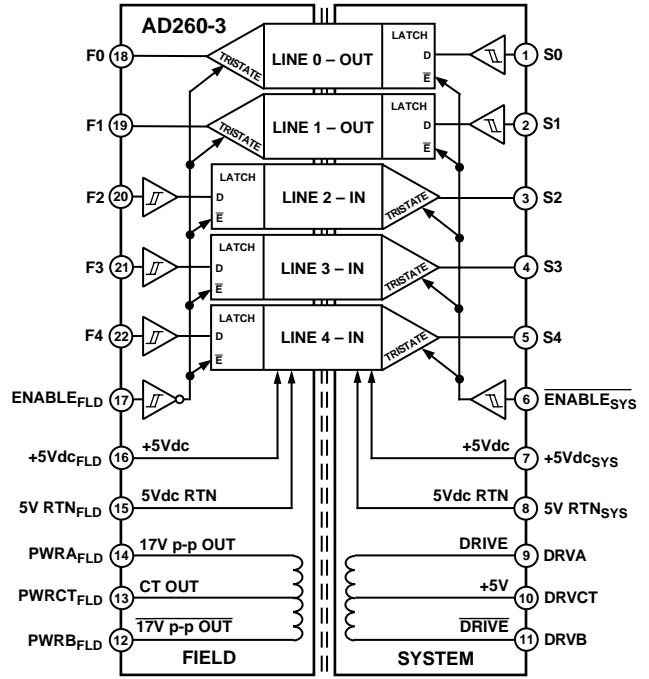 AD260-3
F0 18 TRISTATE LINE 0 – OUT LATCH D E̅ 1 S0
F1 19 TRISTATE LINE 1 – OUT LATCH D E̅ 2 S1
F2 20 LATCH D E̅ LINE 2 – IN TRISTATE 3 S2
F3 21 LATCH D E̅ LINE 3 – IN TRISTATE 4 S3
F4 22 LATCH D E̅ LINE 4 – IN TRISTATE 5 S4
ENABLEFLD 17 6 E̅N̅A̅B̅L̅E̅S̅Y̅S̅
+5VdcFLD 16 +5Vdc +5Vdc 7 +5VdcSYS
5V RTNFLD 15 5Vdc RTN 5Vdc RTN 8 5V RTNSYS
PWRAFLD 14 17V p-p OUT DRIVE 9 DRVA
PWRCTFLD 13 CT OUT +5V 10 DRVCT
PWRBFLD 12 1̅7̅V̅ p̅-̅p̅ O̅U̅T̅ D̅R̅I̅V̅E̅ 11 DRVB
FIELD SYSTEM